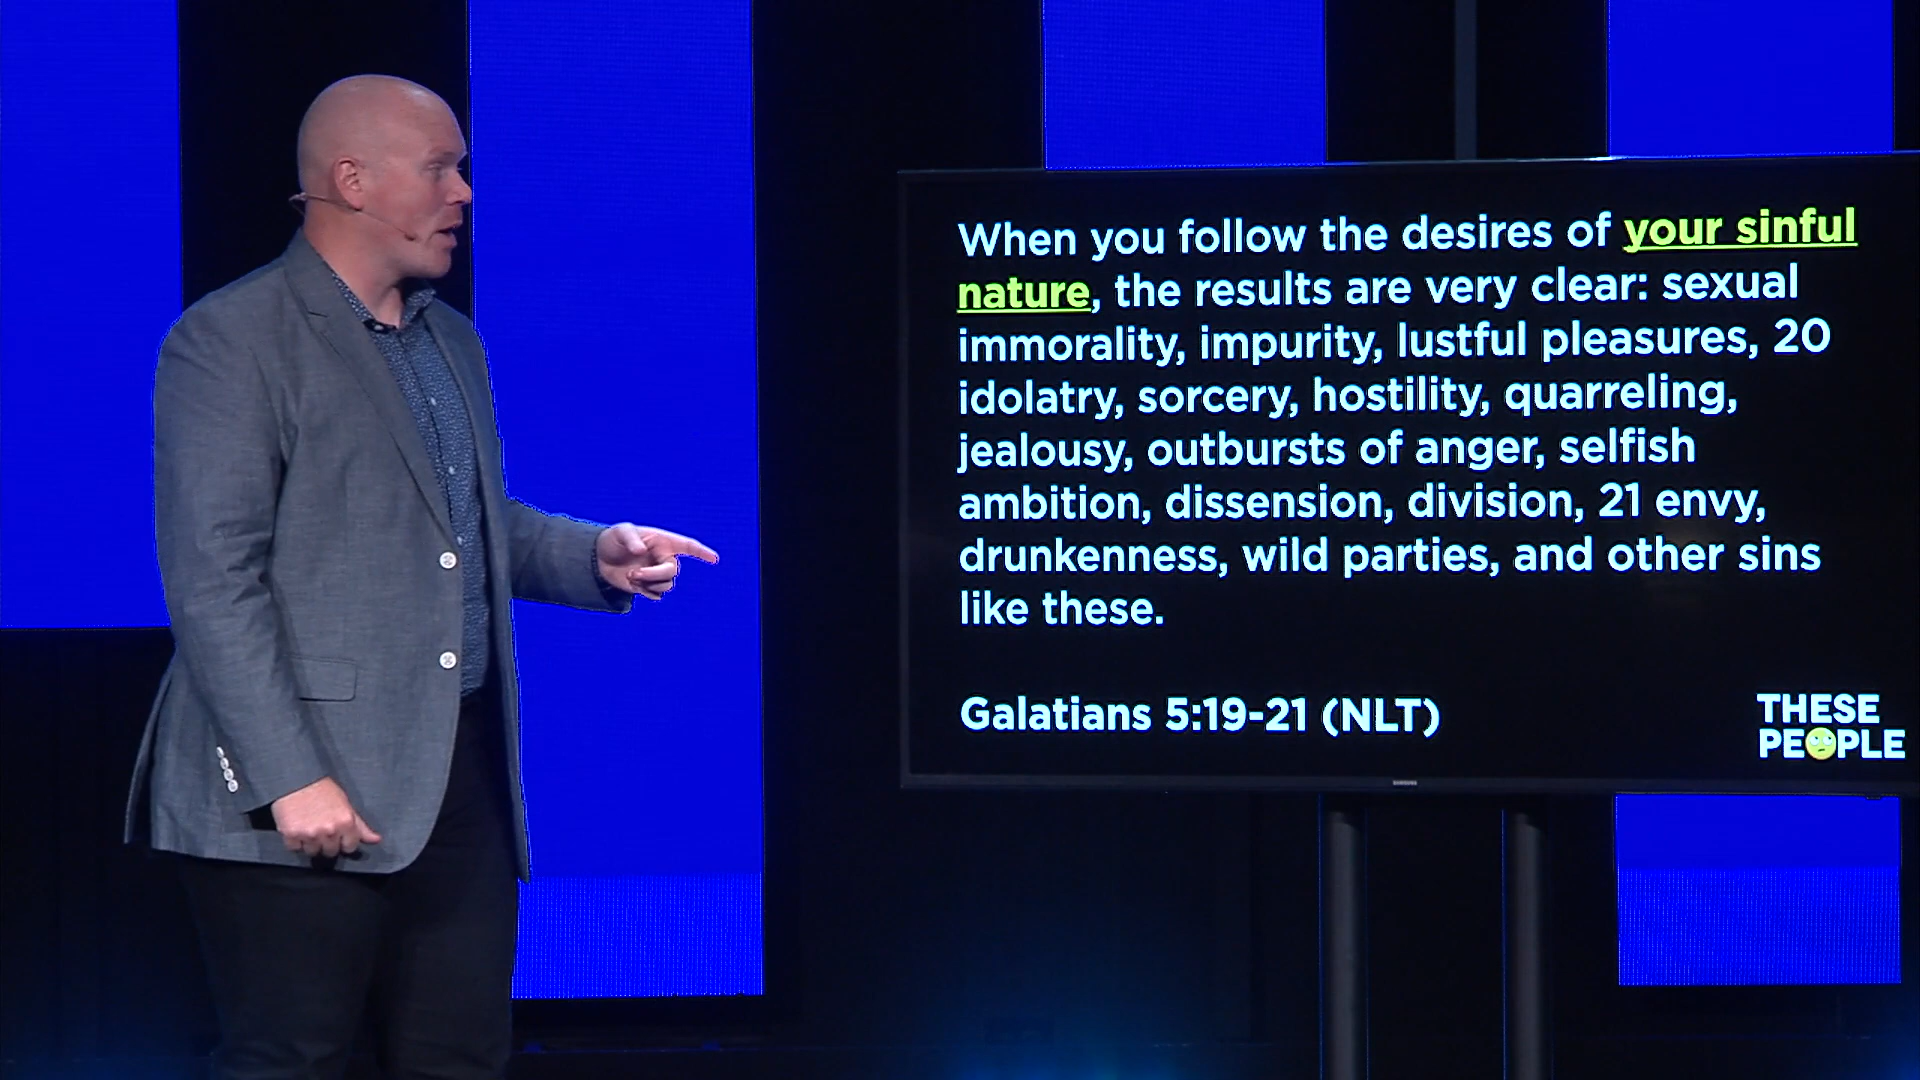 When you follow the desires of your sinful
nature, the results are very clear: sexual
immorality, impurity, lustful pleasures, 20
idolatry, sorcery, hostility, quarreling,
jealousy, outbursts of anger, selfish
ambition, dissension, division, 21 envy,
drunkenness, wild parties, and other sins
like these.
Galatians 5:19-21 (NLT)
THESE
PEOPLE
SAMSUNG